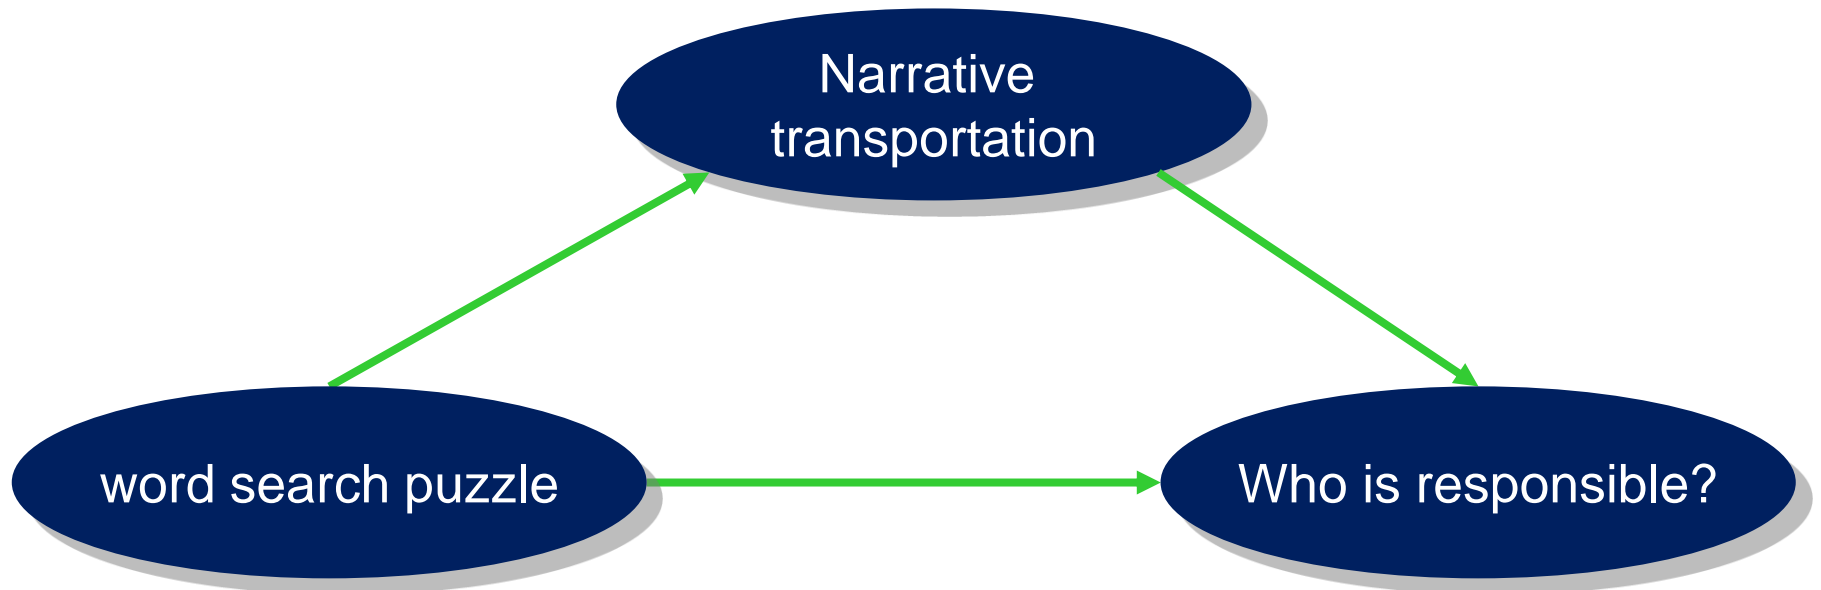 Narrative
transportation
word search puzzle
Who is responsible?